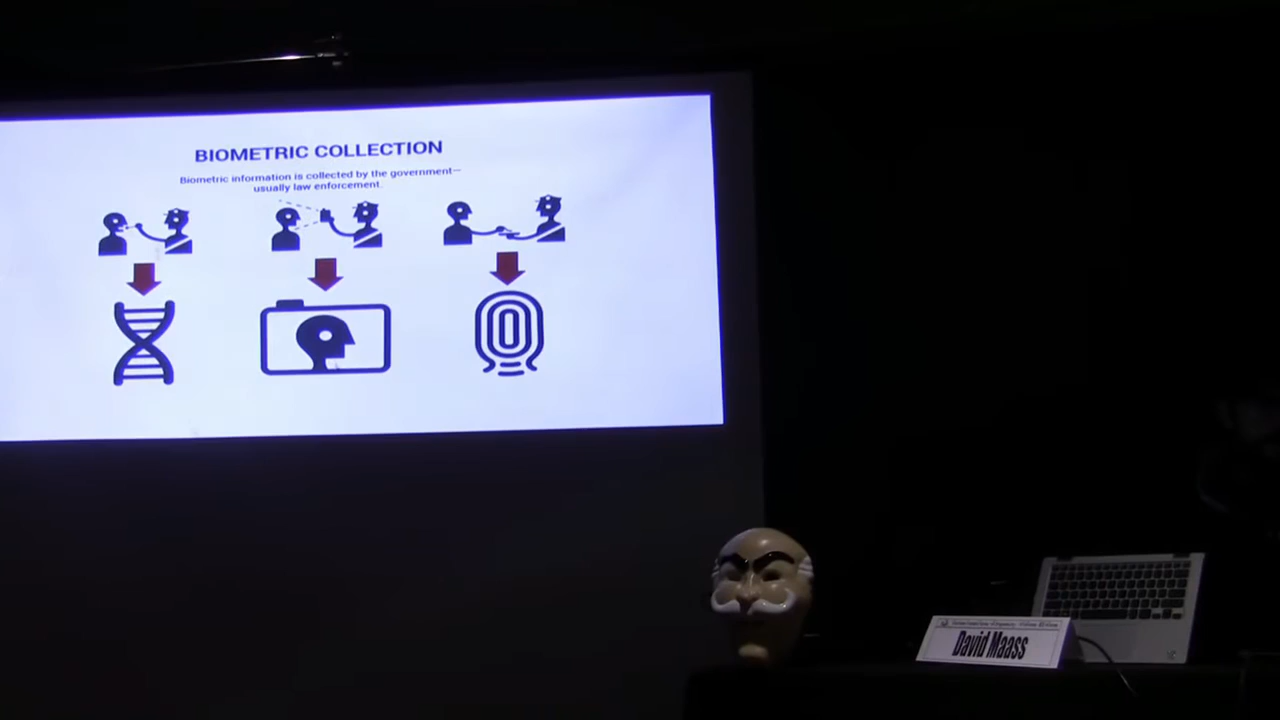 BIOMETRIC COLLECTION
Biometric information is collected by the government—
usually law enforcement.
David Maass